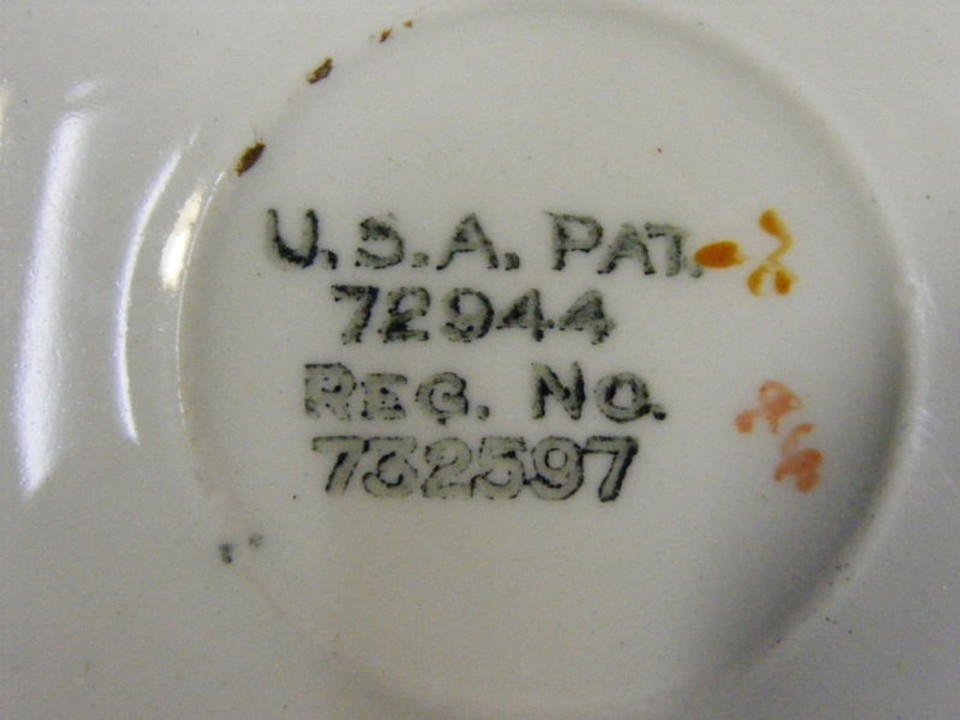 U.S.A. PAT.
72944
REG. NO.
732597